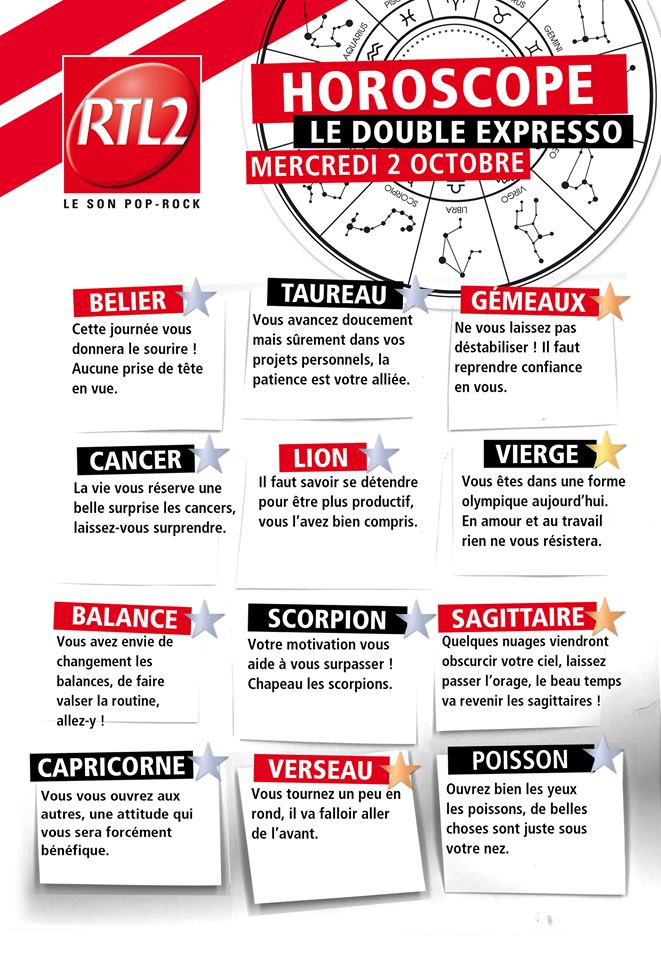 RTL2
LE SON POP-ROCK
AQUARIUS
PISCES
TAURUS
GEMINI
LEO
VIRGO
LIBRA
SCORPIO
HOROSCOPE
LE DOUBLE EXPRESSO
MERCREDI 2 OCTOBRE
BELIER
Cette journée vous
donnera le sourire !
Aucune prise de tête
en vue.
TAUREAU
Vous avancez doucement
mais sûrement dans vos
projets personnels, la
patience est votre alliée.
GÉMEAUX
Ne vous laissez pas
déstabiliser ! Il faut
reprendre confiance
en vous.
CANCER
La vie vous réserve une
belle surprise les cancers,
laissez-vous surprendre.
LION
Il faut savoir se détendre
pour être plus productif,
vous l'avez bien compris.
VIERGE
Vous êtes dans une forme
olympique aujourd'hui.
En amour et au travail
rien ne vous résistera.
BALANCE
Vous avez envie de
changement les
balances, de faire
valser la routine,
allez-y !
SCORPION
Votre motivation vous
aide à vous surpasser !
Chapeau les scorpions.
SAGITTAIRE
Quelques nuages viendront
obscurcir votre ciel, laissez
passer l'orage, le beau temps
va revenir les sagittaires !
CAPRICORNE
Vous vous ouvrez aux
autres, une attitude qui
vous sera forcément
bénéfique.
VERSEAU
Vous tournez un peu en
rond, il va falloir aller
de l'avant.
POISSON
Ouvrez bien les yeux
les poissons, de belles
choses sont juste sous
votre nez.